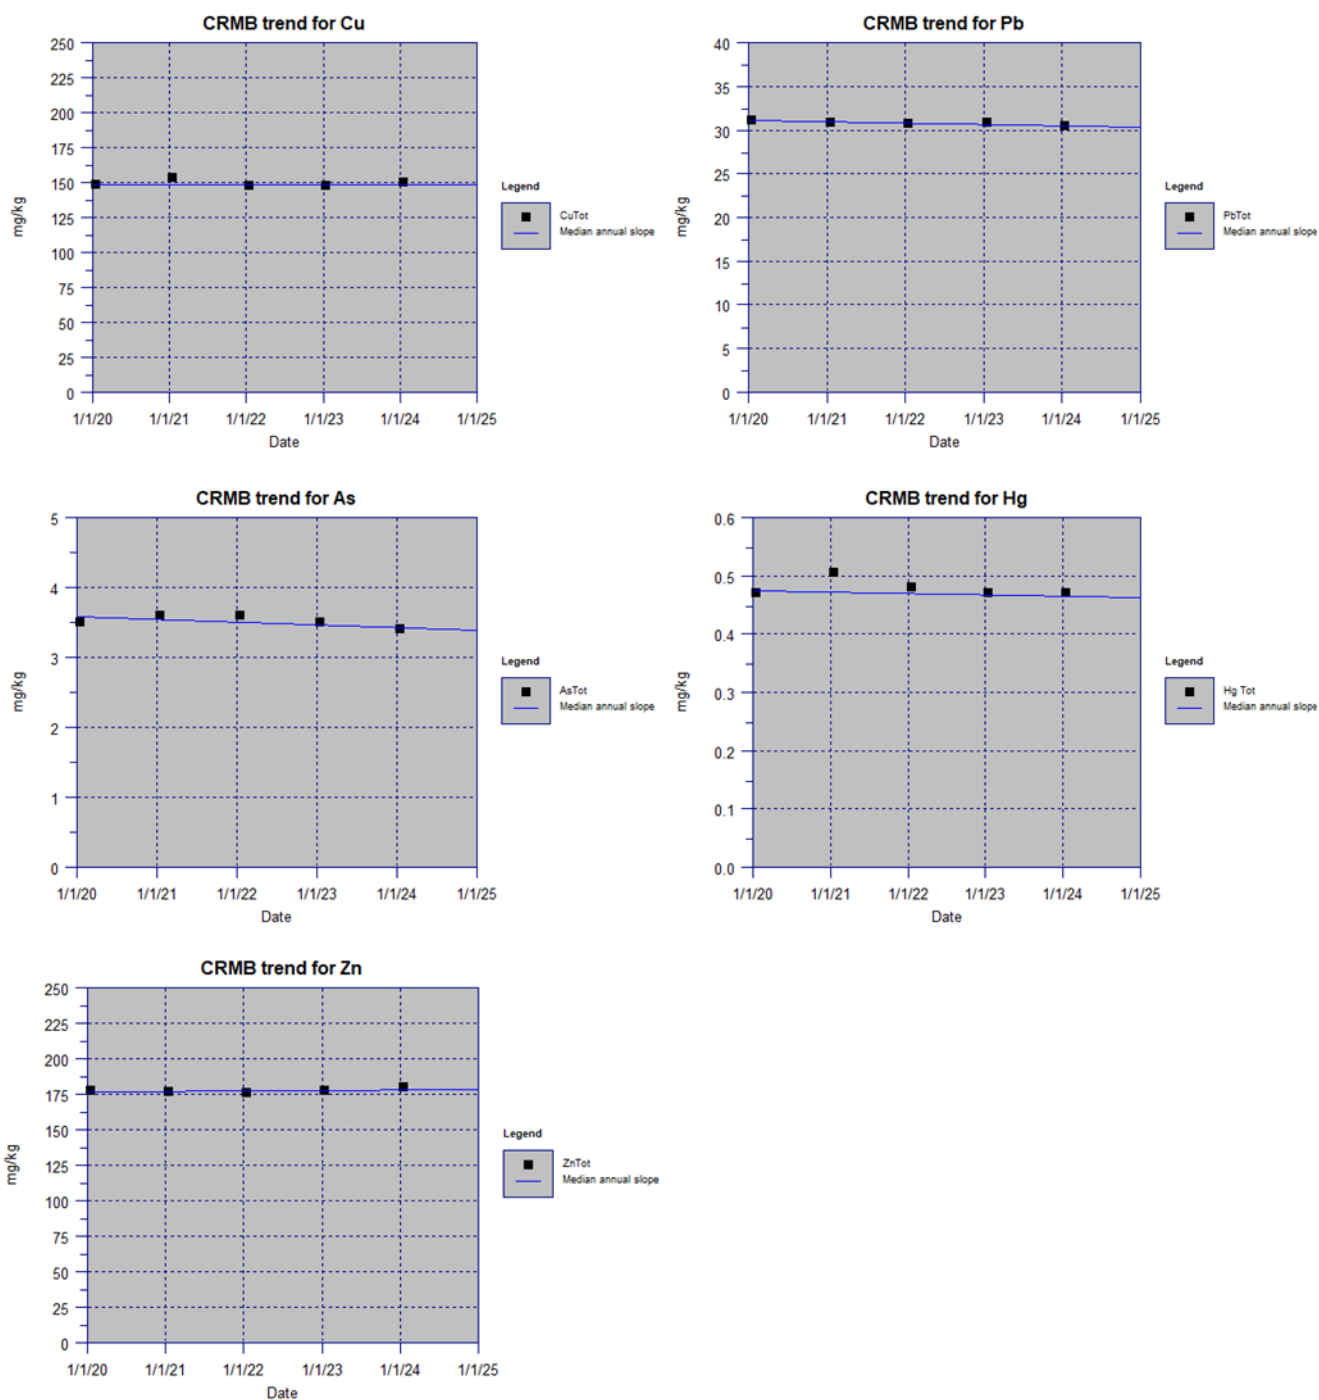 CRMB trend for Cu
250
225
200
175
150
125
100
75
50
25
0
mg/kg
1/1/20 1/1/21 1/1/22 1/1/23 1/1/24 1/1/25
Date
Legend
CuTot
Median annual slope
CRMB trend for Pb
40
35
30
25
20
15
10
5
0
mg/kg
1/1/20 1/1/21 1/1/22 1/1/23 1/1/24 1/1/25
Date
Legend
PbTot
Median annual slope
CRMB trend for As
5
4
3
2
1
0
mg/kg
1/1/20 1/1/21 1/1/22 1/1/23 1/1/24 1/1/25
Date
Legend
AsTot
Median annual slope
CRMB trend for Hg
0.6
0.5
0.4
0.3
0.2
0.1
0.0
mg/kg
1/1/20 1/1/21 1/1/22 1/1/23 1/1/24 1/1/25
Date
Legend
Hg Tot
Median annual slope
CRMB trend for Zn
250
225
200
175
150
125
100
75
50
25
0
mg/kg
1/1/20 1/1/21 1/1/22 1/1/23 1/1/24 1/1/25
Date
Legend
ZnTot
Median annual slope